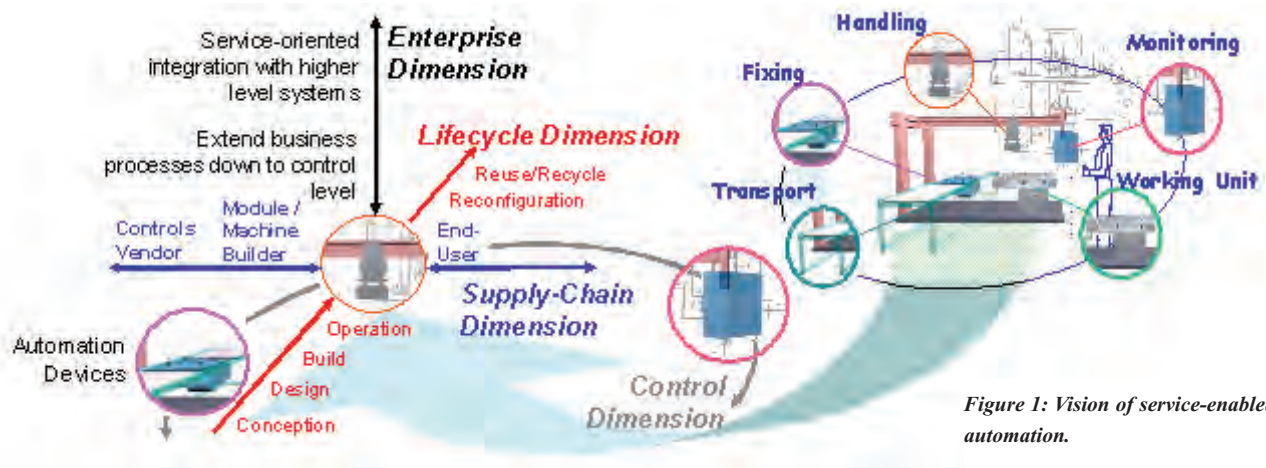 Service-oriented
integration with higher
level systems
Enterprise
Dimension
Extend business
processes down to control
level
Lifecycle Dimension
Reuse/Recycle
Reconfiguration
Controls
Vendor
Module /
Machine
Builder
End-
User
Supply-Chain
Dimension
Automation
Devices
Operation
Build
Design
Conception
Control
Dimension
Handling
Monitoring
Fixing
Transport
Working Unit
Figure 1: Vision of service-enable
automation.